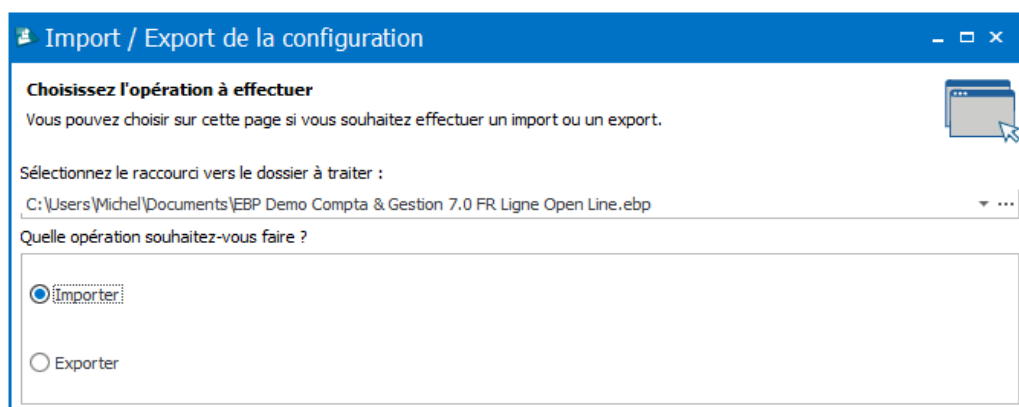 Import / Export de la configuration
Choisissez l'opération à effectuer
Vous pouvez choisir sur cette page si vous souhaitez effectuer un import ou un export.
Sélectionnez le raccourci vers le dossier à traiter :
C:\Users\Michel\Documents\EBP Demo Compta & Gestion 7.0 FR Ligne Open Line.ebp
Quelle opération souhaitez-vous faire ?
Importer
Exporter